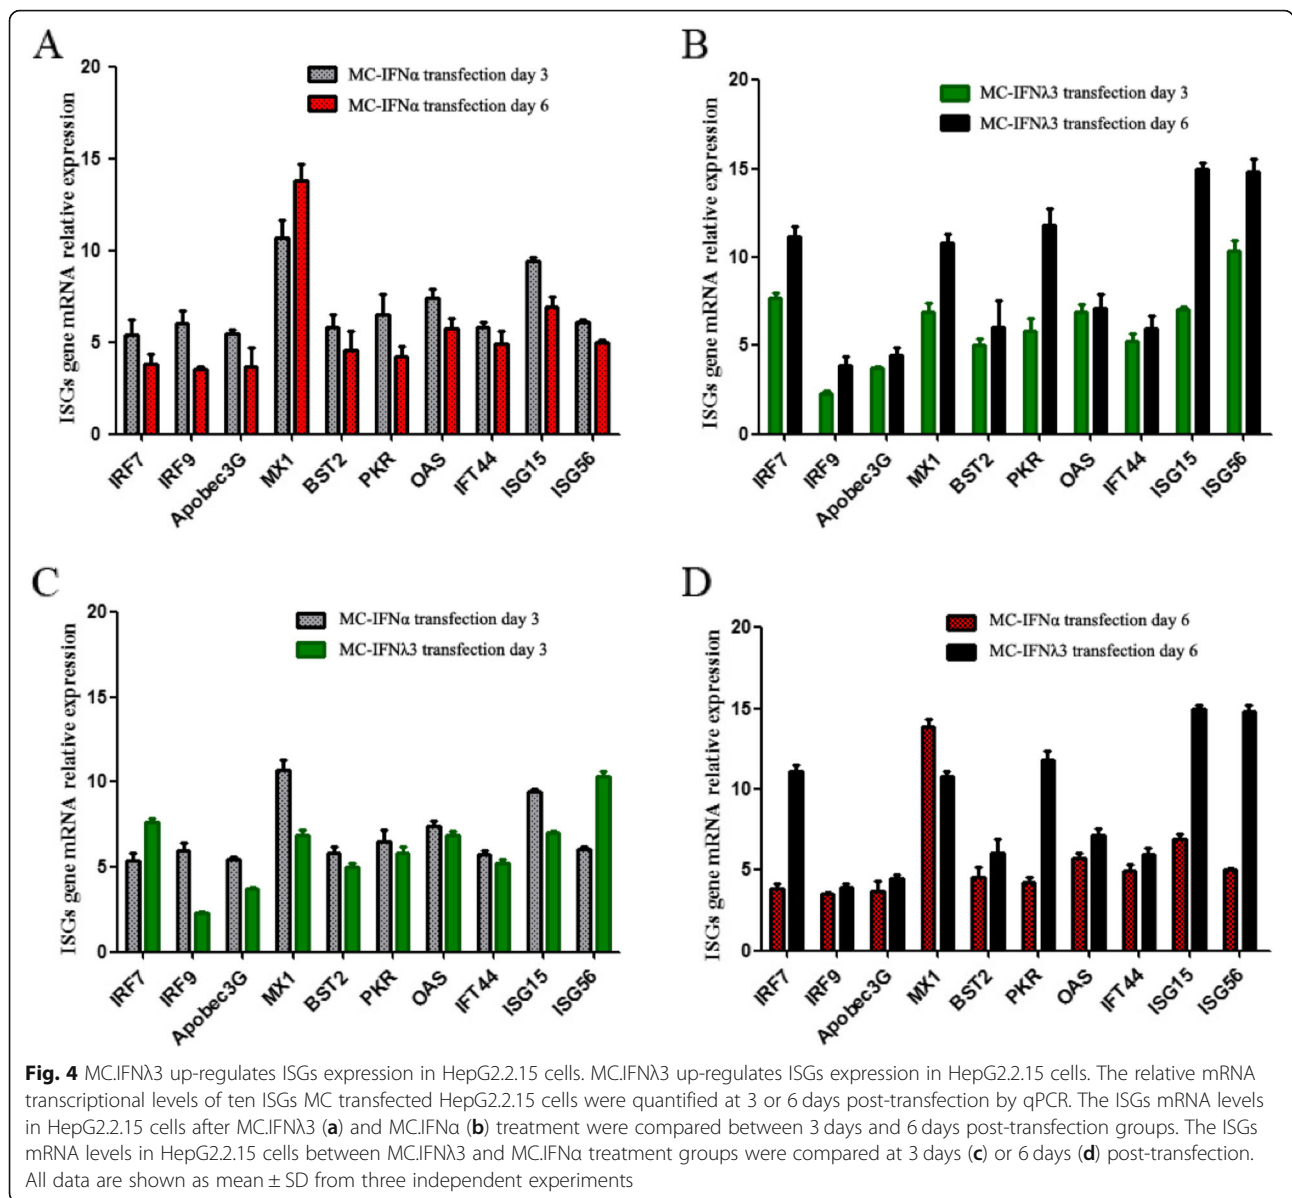 A
ISGs gene mRNA relative expression
20
15
10
5
0
MC-IFNα transfection day 3
MC-IFNα transfection day 6
IRF7
IRF9
Apobec3G
MX1
BST2
PKR
OAS
IFT44
ISG15
ISG56
B
ISGs gene mRNA relative expression
20
15
10
5
0
MC-IFNλ3 transfection day 3
MC-IFNλ3 transfection day 6
IRF7
IRF9
Apobec3G
MX1
BST2
PKR
OAS
IFT44
ISG15
ISG56
C
ISGs gene mRNA relative expression
20
15
10
5
0
MC-IFNα transfection day 3
MC-IFNλ3 transfection day 3
IRF7
IRF9
Apobec3G
MX1
BST2
PKR
OAS
IFT44
ISG15
ISG56
D
ISGs gene mRNA relative expression
20
15
10
5
0
MC-IFNα transfection day 6
MC-IFNλ3 transfection day 6
IRF7
IRF9
Apobec3G
MX1
BST2
PKR
OAS
IFT44
ISG15
ISG56
Fig. 4 MC.IFNλ3 up-regulates ISGs expression in HepG2.2.15 cells. MC.IFNλ3 up-regulates ISGs expression in HepG2.2.15 cells. The relative mRNA
transcriptional levels of ten ISGs MC transfected HepG2.2.15 cells were quantified at 3 or 6 days post-transfection by qPCR. The ISGs mRNA levels
in HepG2.2.15 cells after MC.IFNλ3 (a) and MC.IFNα (b) treatment were compared between 3 days and 6 days post-transfection groups. The ISGs
mRNA levels in HepG2.2.15 cells between MC.IFNλ3 and MC.IFNα treatment groups were compared at 3 days (c) or 6 days (d) post-transfection.
All data are shown as mean ± SD from three independent experiments